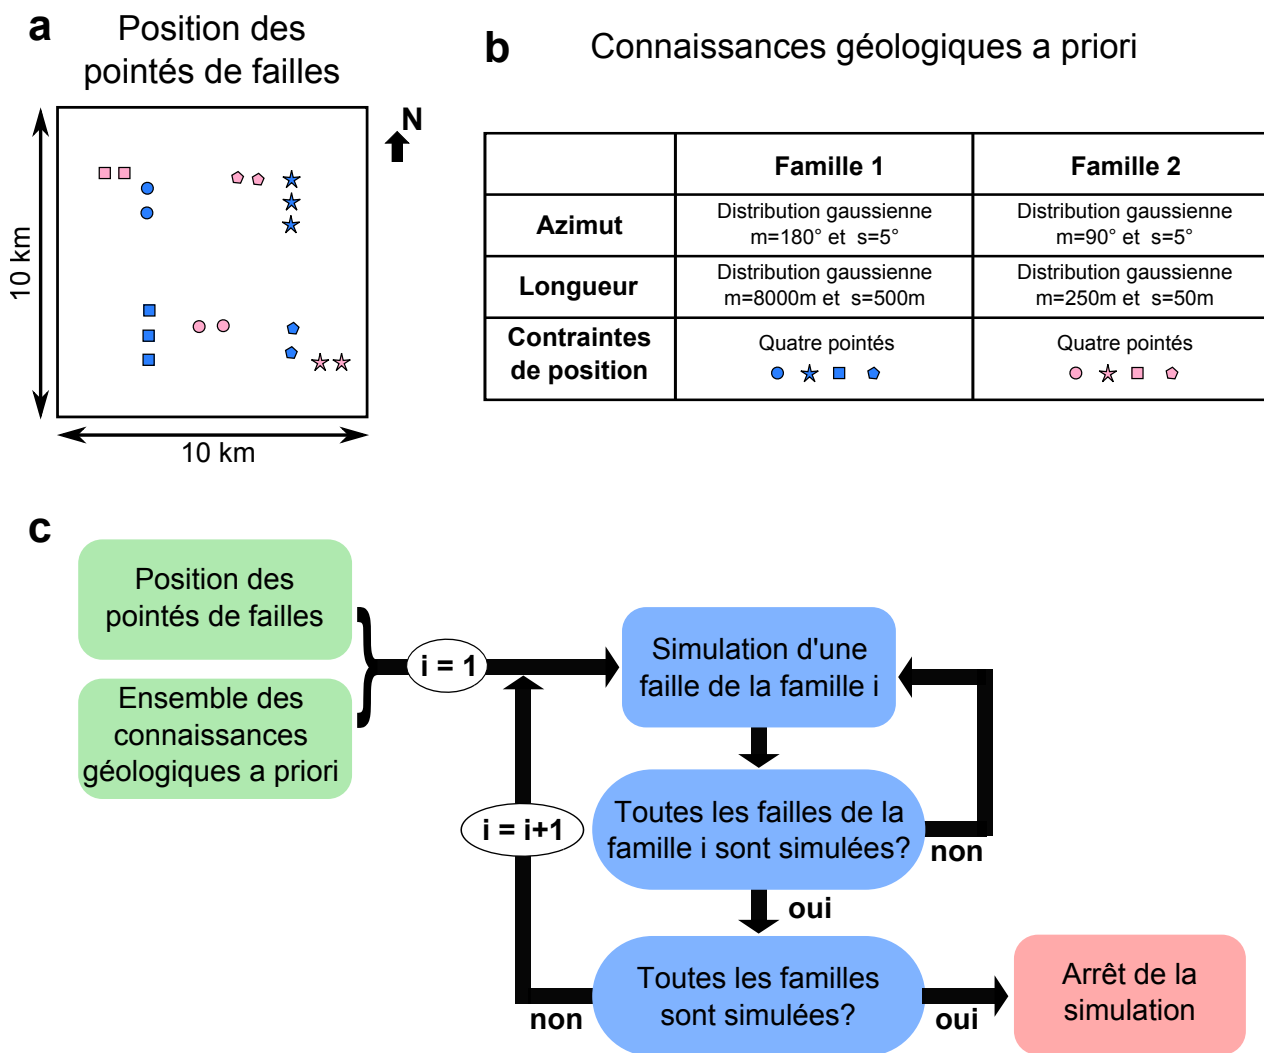 a
Position des
pointés de failles
N
10 km
10 km
b
Connaissances géologiques a priori
Famille 1
Famille 2
Azimut
Distribution gaussienne
m=180° et s=5°
Distribution gaussienne
m=90° et s=5°
Longueur
Distribution gaussienne
m=8000m et s=500m
Distribution gaussienne
m=250m et s=50m
Contraintes
de position
Quatre pointés
Quatre pointés
c
Position des
pointés de failles
Ensemble des
connaissances
géologiques a priori
i = 1
Simulation d'une
faille de la famille i
i = i+1
Toutes les failles de la
famille i sont simulées?
non
oui
Toutes les familles
sont simulées?
non
oui
Arrêt de la
simulation